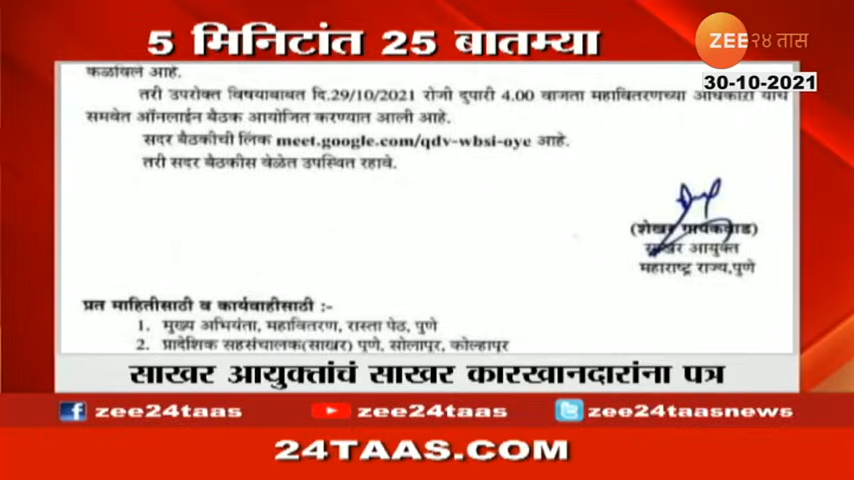 5 मिनिटांत 25 बातम्या
ZEE २४ तास
30-10-2021
कळविले आहे.
तरी उपरोक्त विषयाबाबत दि.29/10/2021 रोजी दुपारी 4.00 वाजता महावितरणच्या अधिकारी यांचे
समवेत ऑनलाईन बैठक आयोजित करण्यात आली आहे.
सदर बैठकीची लिंक meet.google.com/qdv-wbsi-oye आहे.
तरी सदर बैठकीस वेळेत उपस्थित रहावे.
(शेखर गायकवाड)
साखर आयुक्त
महाराष्ट्र राज्य,पुणे
प्रत माहितीसाठी व कार्यवाहीसाठी :-
1. मुख्य अभियंता, महावितरण, रास्ता पेठ, पुणे
2. प्रादेशिक सहसंचालक(साखर) पुणे, सोलापूर, कोल्हापूर
साखर आयुक्तांचं साखर कारखानदारांना पत्र
zee24taas zee24taas zee24taasnews
24TAAS.COM